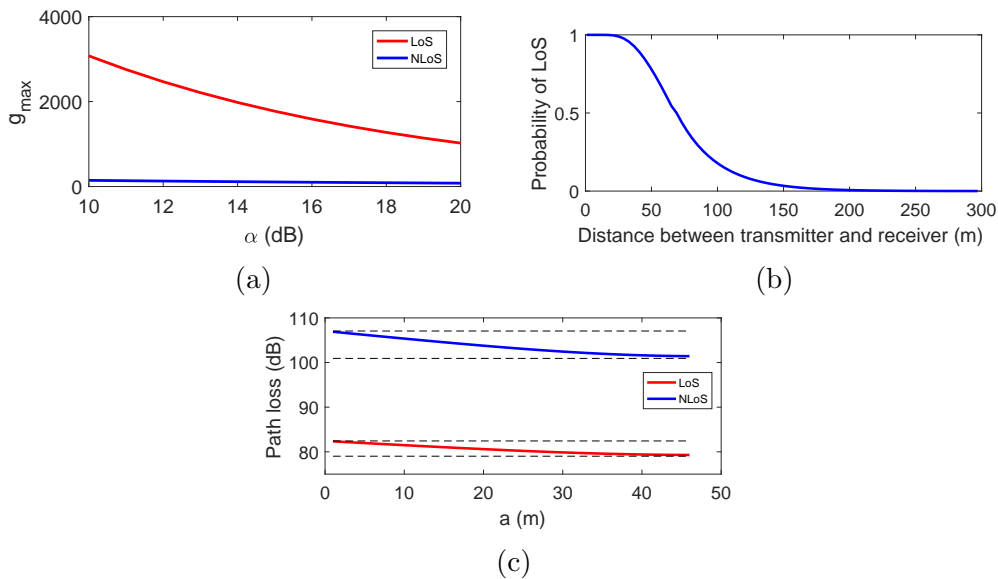 4000
2000
0
g_max
10 12 14 16 18 20
α (dB)
LoS
NLoS
(a)
1
0.5
0
Probability of LoS
0 50 100 150 200 250 300
Distance between transmitter and receiver (m)
(b)
110
100
90
80
Path loss (dB)
0 10 20 30 40 50
a (m)
LoS
NLoS
(c)